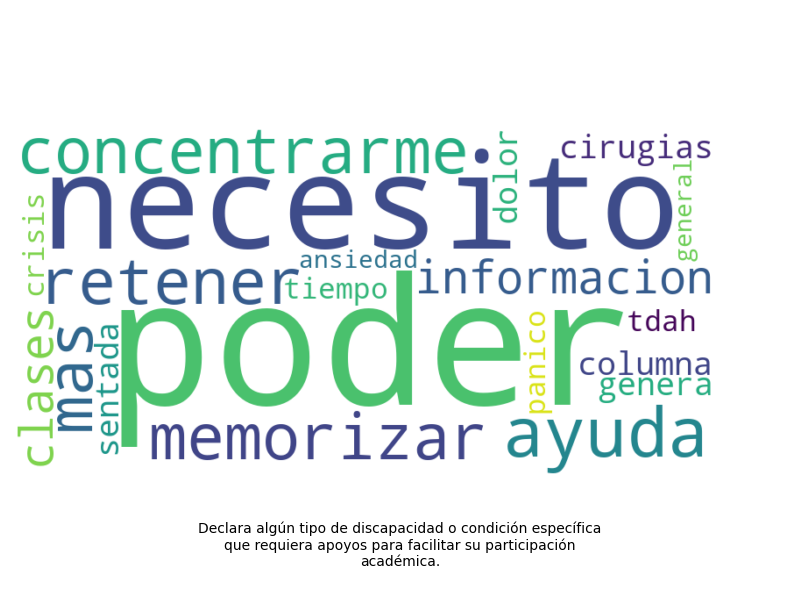 concentrarme
dolor
cirugias
necesito
general
crisis
ansiedad
retener
tiempo
informacion
poder
tdah
clases
mas
sentada
panico
columna
genera
memorizar
ayuda
Declara algún tipo de discapacidad o condición específica
que requiera apoyos para facilitar su participación
académica.